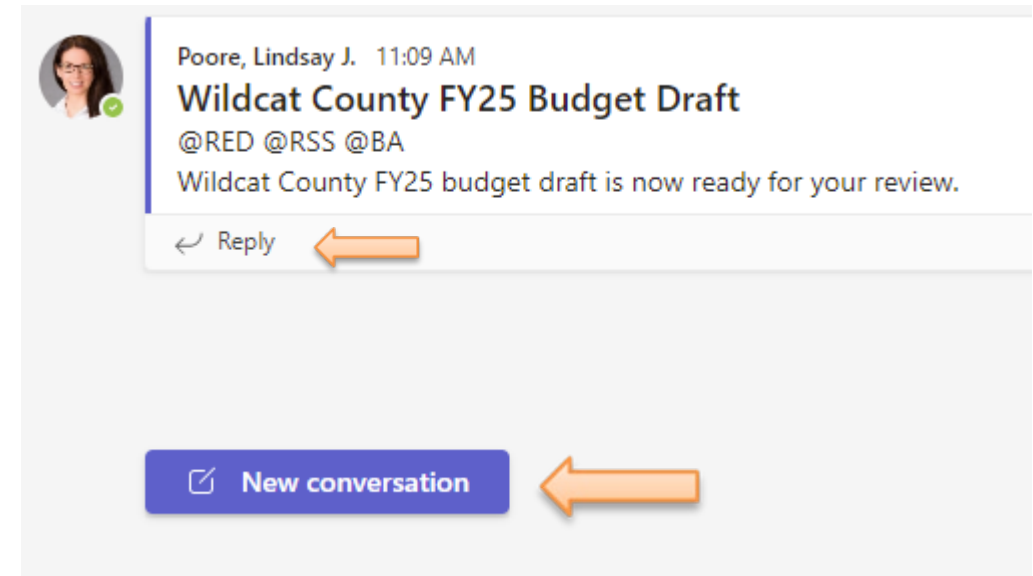 Poore, Lindsay J. 11:09 AM
Wildcat County FY25 Budget Draft
@RED @RSS @BA
Wildcat County FY25 budget draft is now ready for your review.
Reply
New conversation